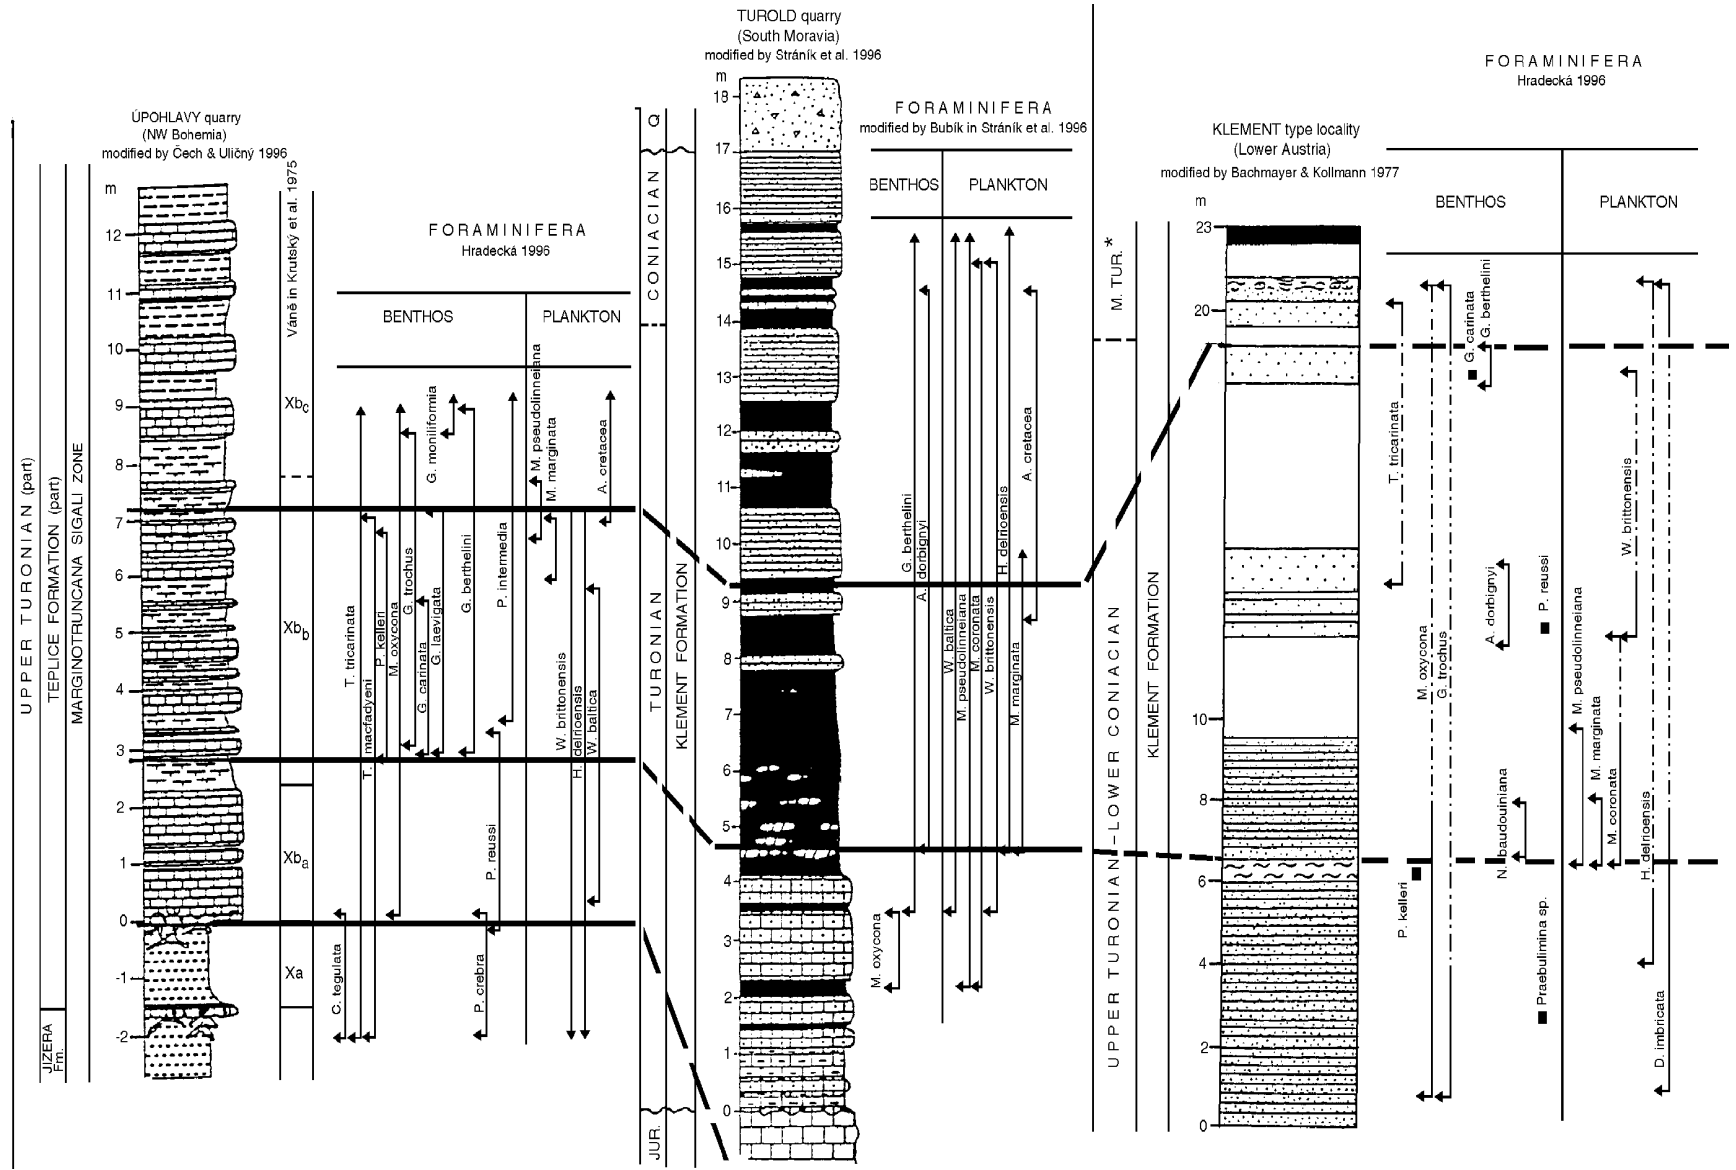 ÚPOHLAVY quarry
(NW Bohemia)
modified by Čech & Uličný 1996
m
12
11
10
9
8
7
6
5
4
3
2
1
0
-1
-2
UPPER TURONIAN (part)
TEPLICE FORMATION (part)
JIZERA
Fm.
MARGINOTRUNCANA SIGALI ZONE
Váně in Krutský et al. 1975
Xbc
Xbb
Xba
Xa
FORAMINIFERA
Hradecká 1996
BENTHOS
PLANKTON
C. tegulata
T. tricarinata
T. macfadyeni
P. kelleri
M. oxycona
G. trochus
G. carinata
G. moniliformia
G. laevigata
G. berthelini
P. crebra
P. reussi
P. intermedia
M. pseudolinneiana
M. marginata
W. brittonensis
H. delrioensis
W. baltica
A. cretacea
TUROLD quarry
(South Moravia)
modified by Stráník et al. 1996
m
18
17
16
15
14
13
12
11
10
9
8
7
6
5
4
3
2
0
Q
CONIACIAN
TURONIAN
JUR.
KLEMENT FORMATION
FORAMINIFERA
modified by Bubík in Stráník et al. 1996
BENTHOS
PLANKTON
M. oxycona
G. berthelini
A. dorbignyi
W. baltica
M. pseudolinneiana
M. coronata
W. brittonensis
H. delrioensis
M. marginata
A. cretacea
KLEMENT type locality
(Lower Austria)
modified by Bachmayer & Kollmann 1977
m
23
20
10
8
6
4
2
0
M. TUR. *
UPPER TURONIAN–LOWER CONIACIAN
KLEMENT FORMATION
FORAMINIFERA
Hradecká 1996
BENTHOS
PLANKTON
T. tricarinata
P. kelleri
M. oxycona
G. trochus
G. carinata
G. berthelini
A. dorbignyi
N. baudouiniana
P. reussi
Praebulimina sp.
M. pseudolinneiana
M. marginata
M. coronata
W. brittonensis
H. delrioensis
D. imbricata